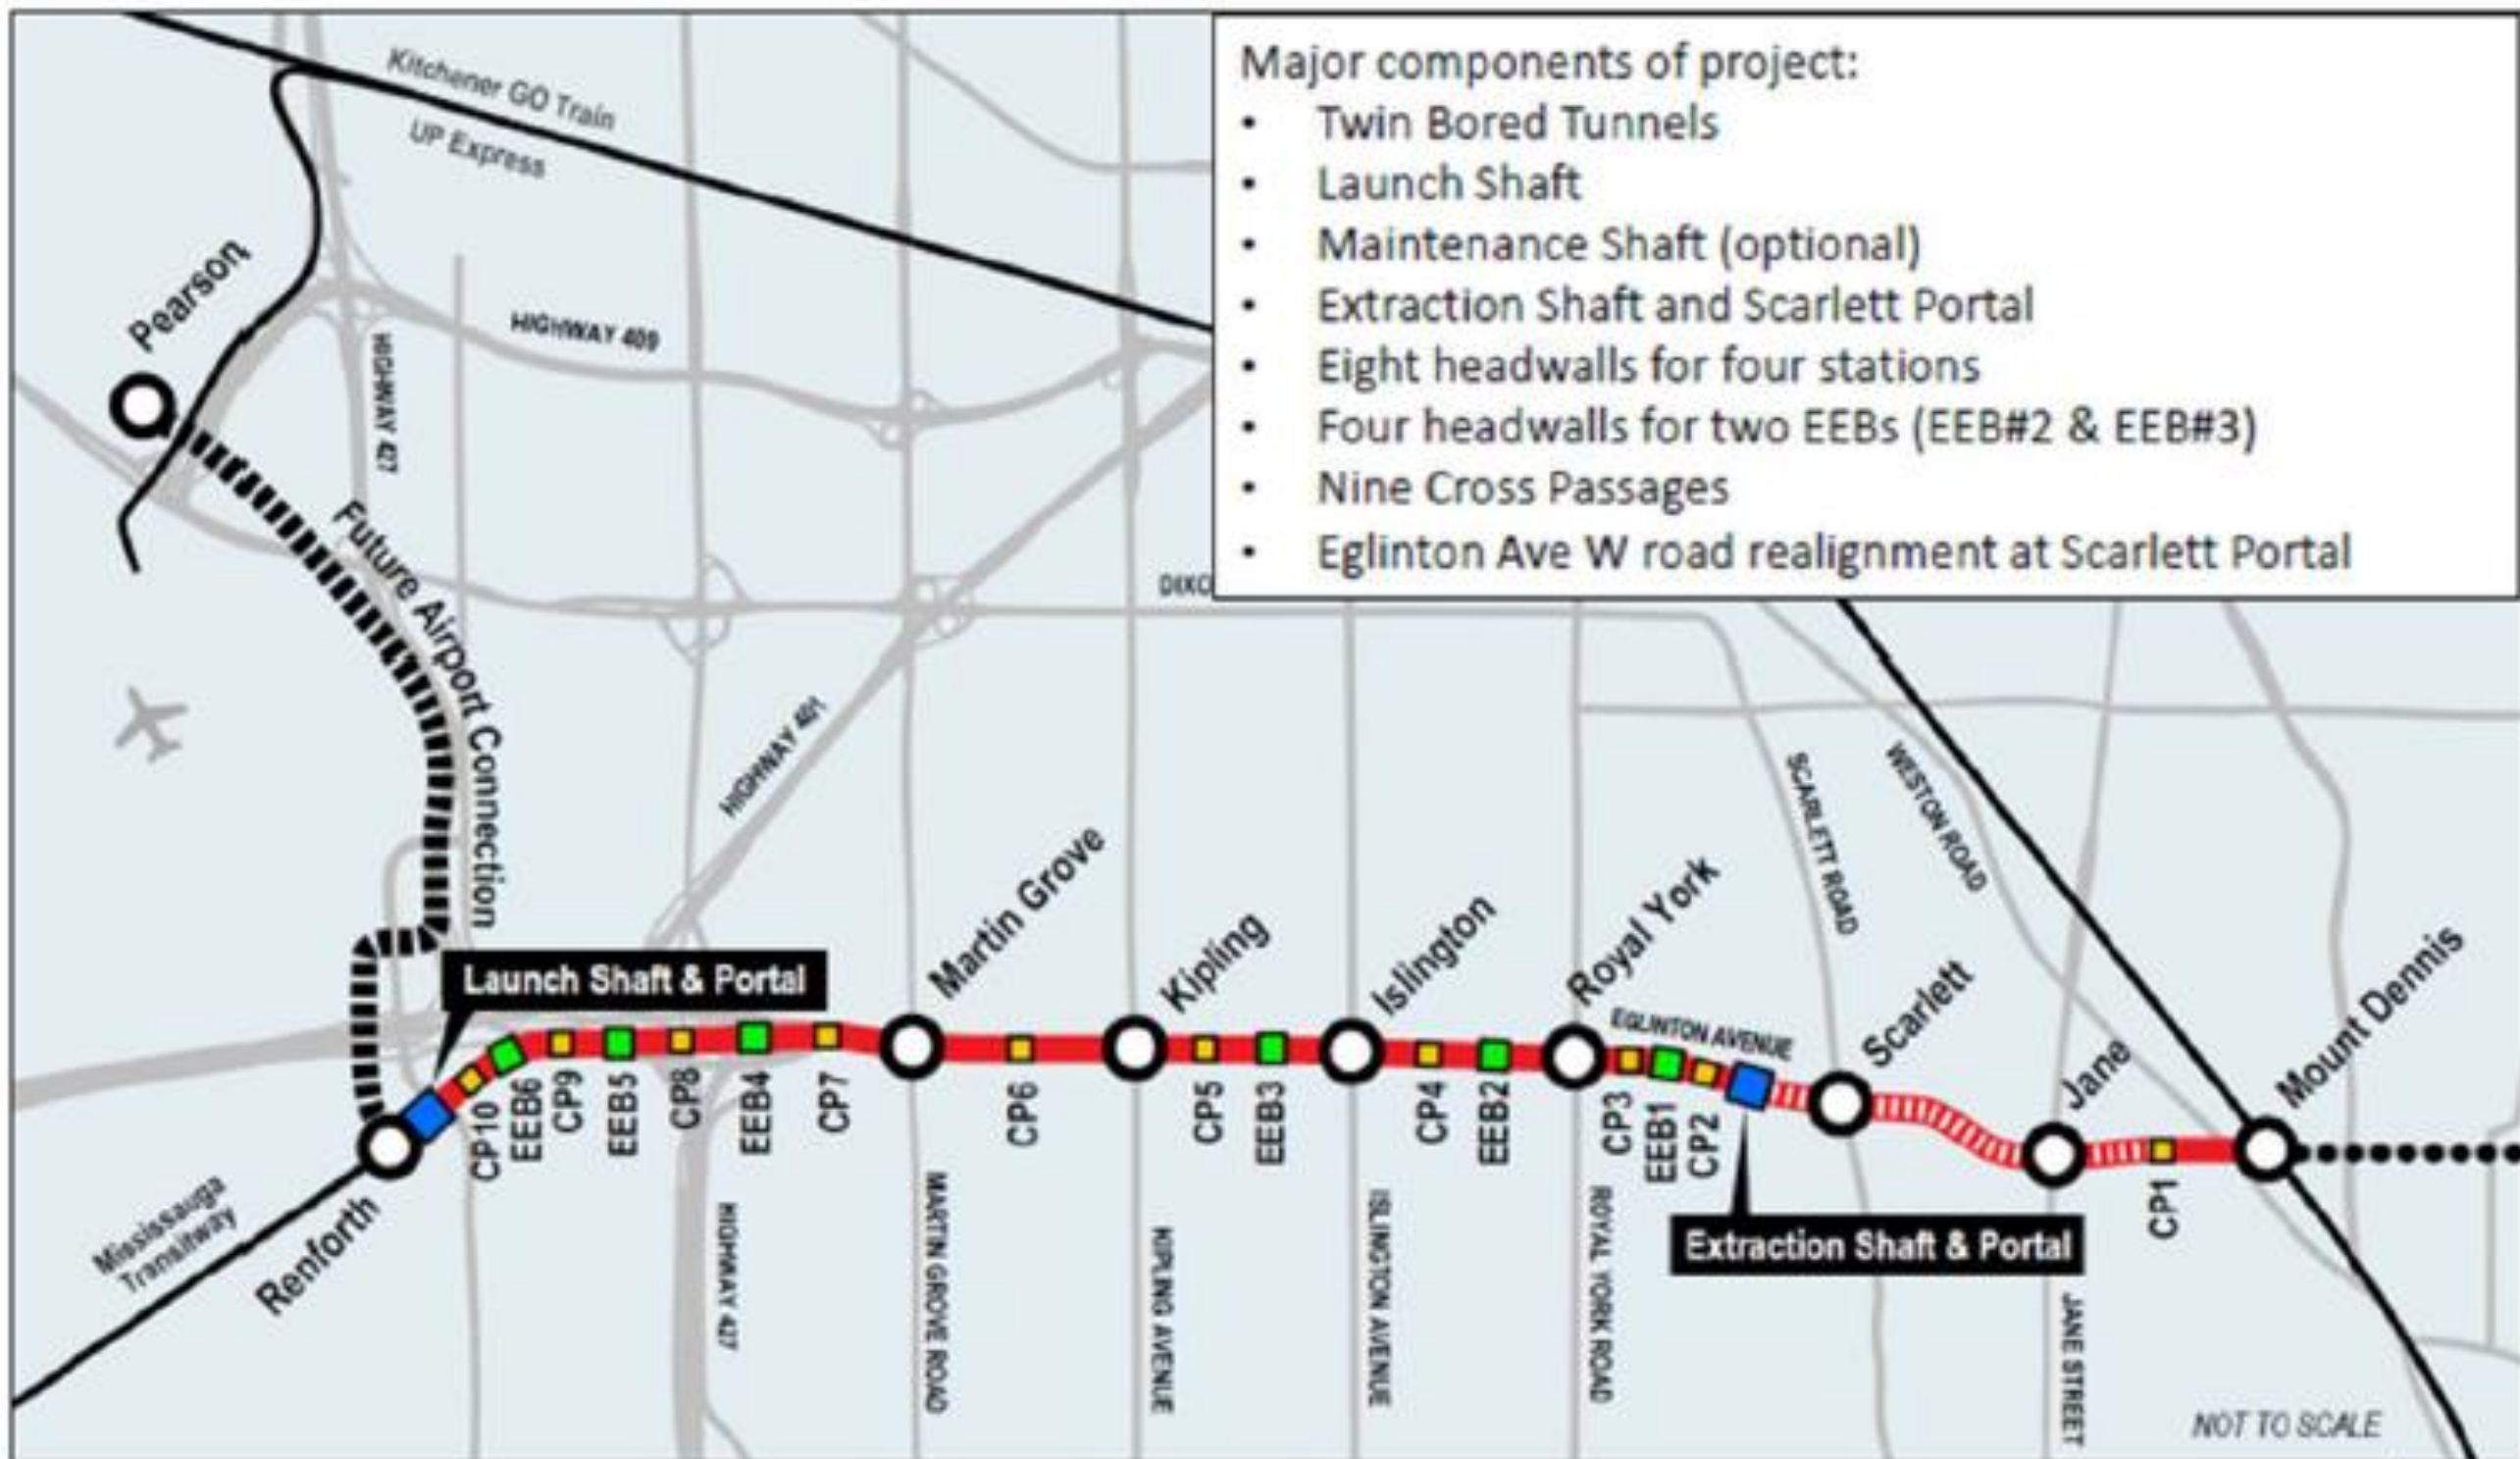 Major components of project:
• Twin Bored Tunnels
• Launch Shaft
• Maintenance Shaft (optional)
• Extraction Shaft and Scarlett Portal
• Eight headwalls for four stations
• Four headwalls for two EEBs (EEB#2 & EEB#3)
• Nine Cross Passages
• Eglinton Ave W road realignment at Scarlett Portal
Kitchener GO Train
UP Express
Pearson
HIGHWAY 409
HIGHWAY 427
Future Airport Connection
DIXO
HIGHWAY 401
SCARLETT ROAD
WESTON ROAD
Launch Shaft & Portal
Martin Grove
Kipling
Islington
Royal York
EGLINTON AVENUE
Scarlett
Jane
Mount Dennis
CP10
EEB6
CP9
EEB5
CP8
EEB4
CP7
CP6
CP5
EEB3
CP4
EEB2
CP3
EEB1
CP2
CP1
Mississauga
Transitway
Renforth
HIGHWAY 427
MARTIN GROVE ROAD
KIPLING AVENUE
ISLINGTON AVENUE
ROYAL YORK ROAD
Extraction Shaft & Portal
JANE STREET
NOT TO SCALE